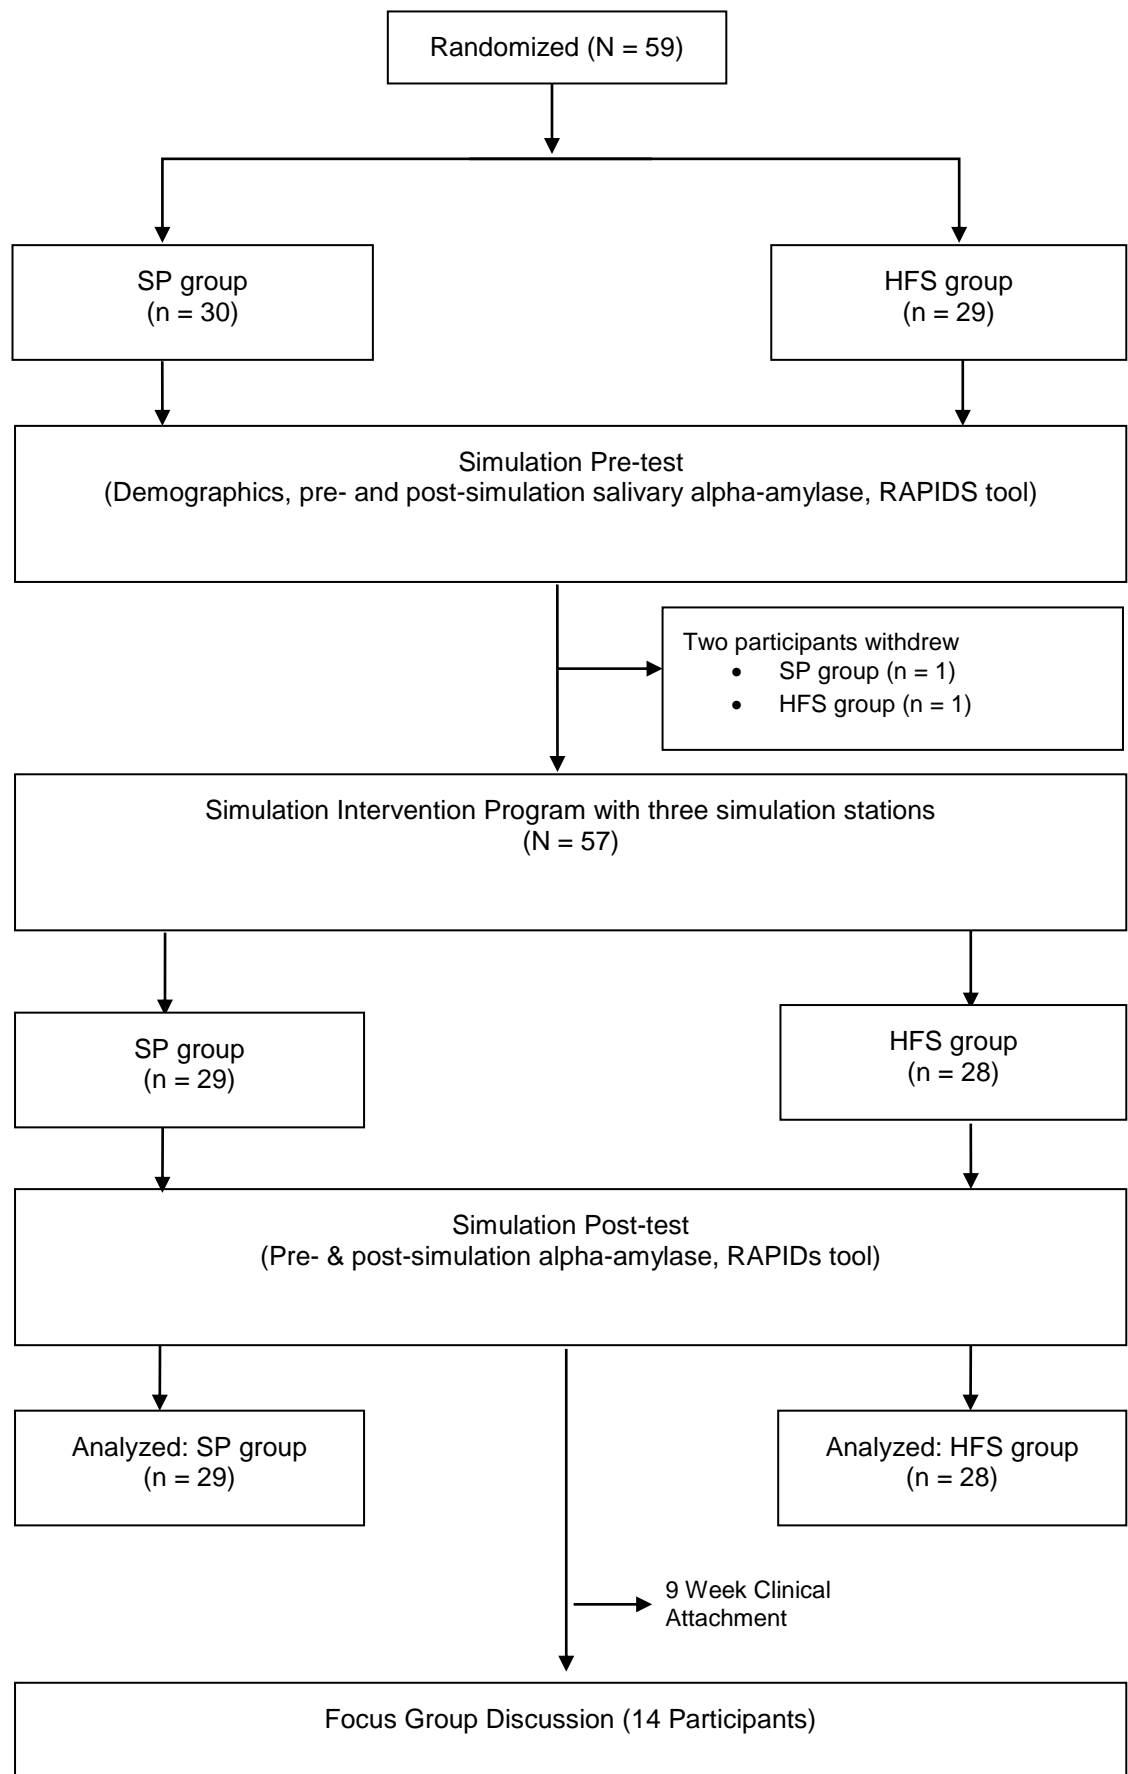 Randomized (N = 59)
SP group
(n = 30)
HFS group
(n = 29)
Simulation Pre-test
(Demographics, pre- and post-simulation salivary alpha-amylase, RAPIDS tool)
Two participants withdrew
• SP group (n = 1)
• HFS group (n = 1)
Simulation Intervention Program with three simulation stations
(N = 57)
SP group
(n = 29)
HFS group
(n = 28)
Simulation Post-test
(Pre- & post-simulation alpha-amylase, RAPIDs tool)
Analyzed: SP group
(n = 29)
Analyzed: HFS group
(n = 28)
9 Week Clinical
Attachment
Focus Group Discussion (14 Participants)